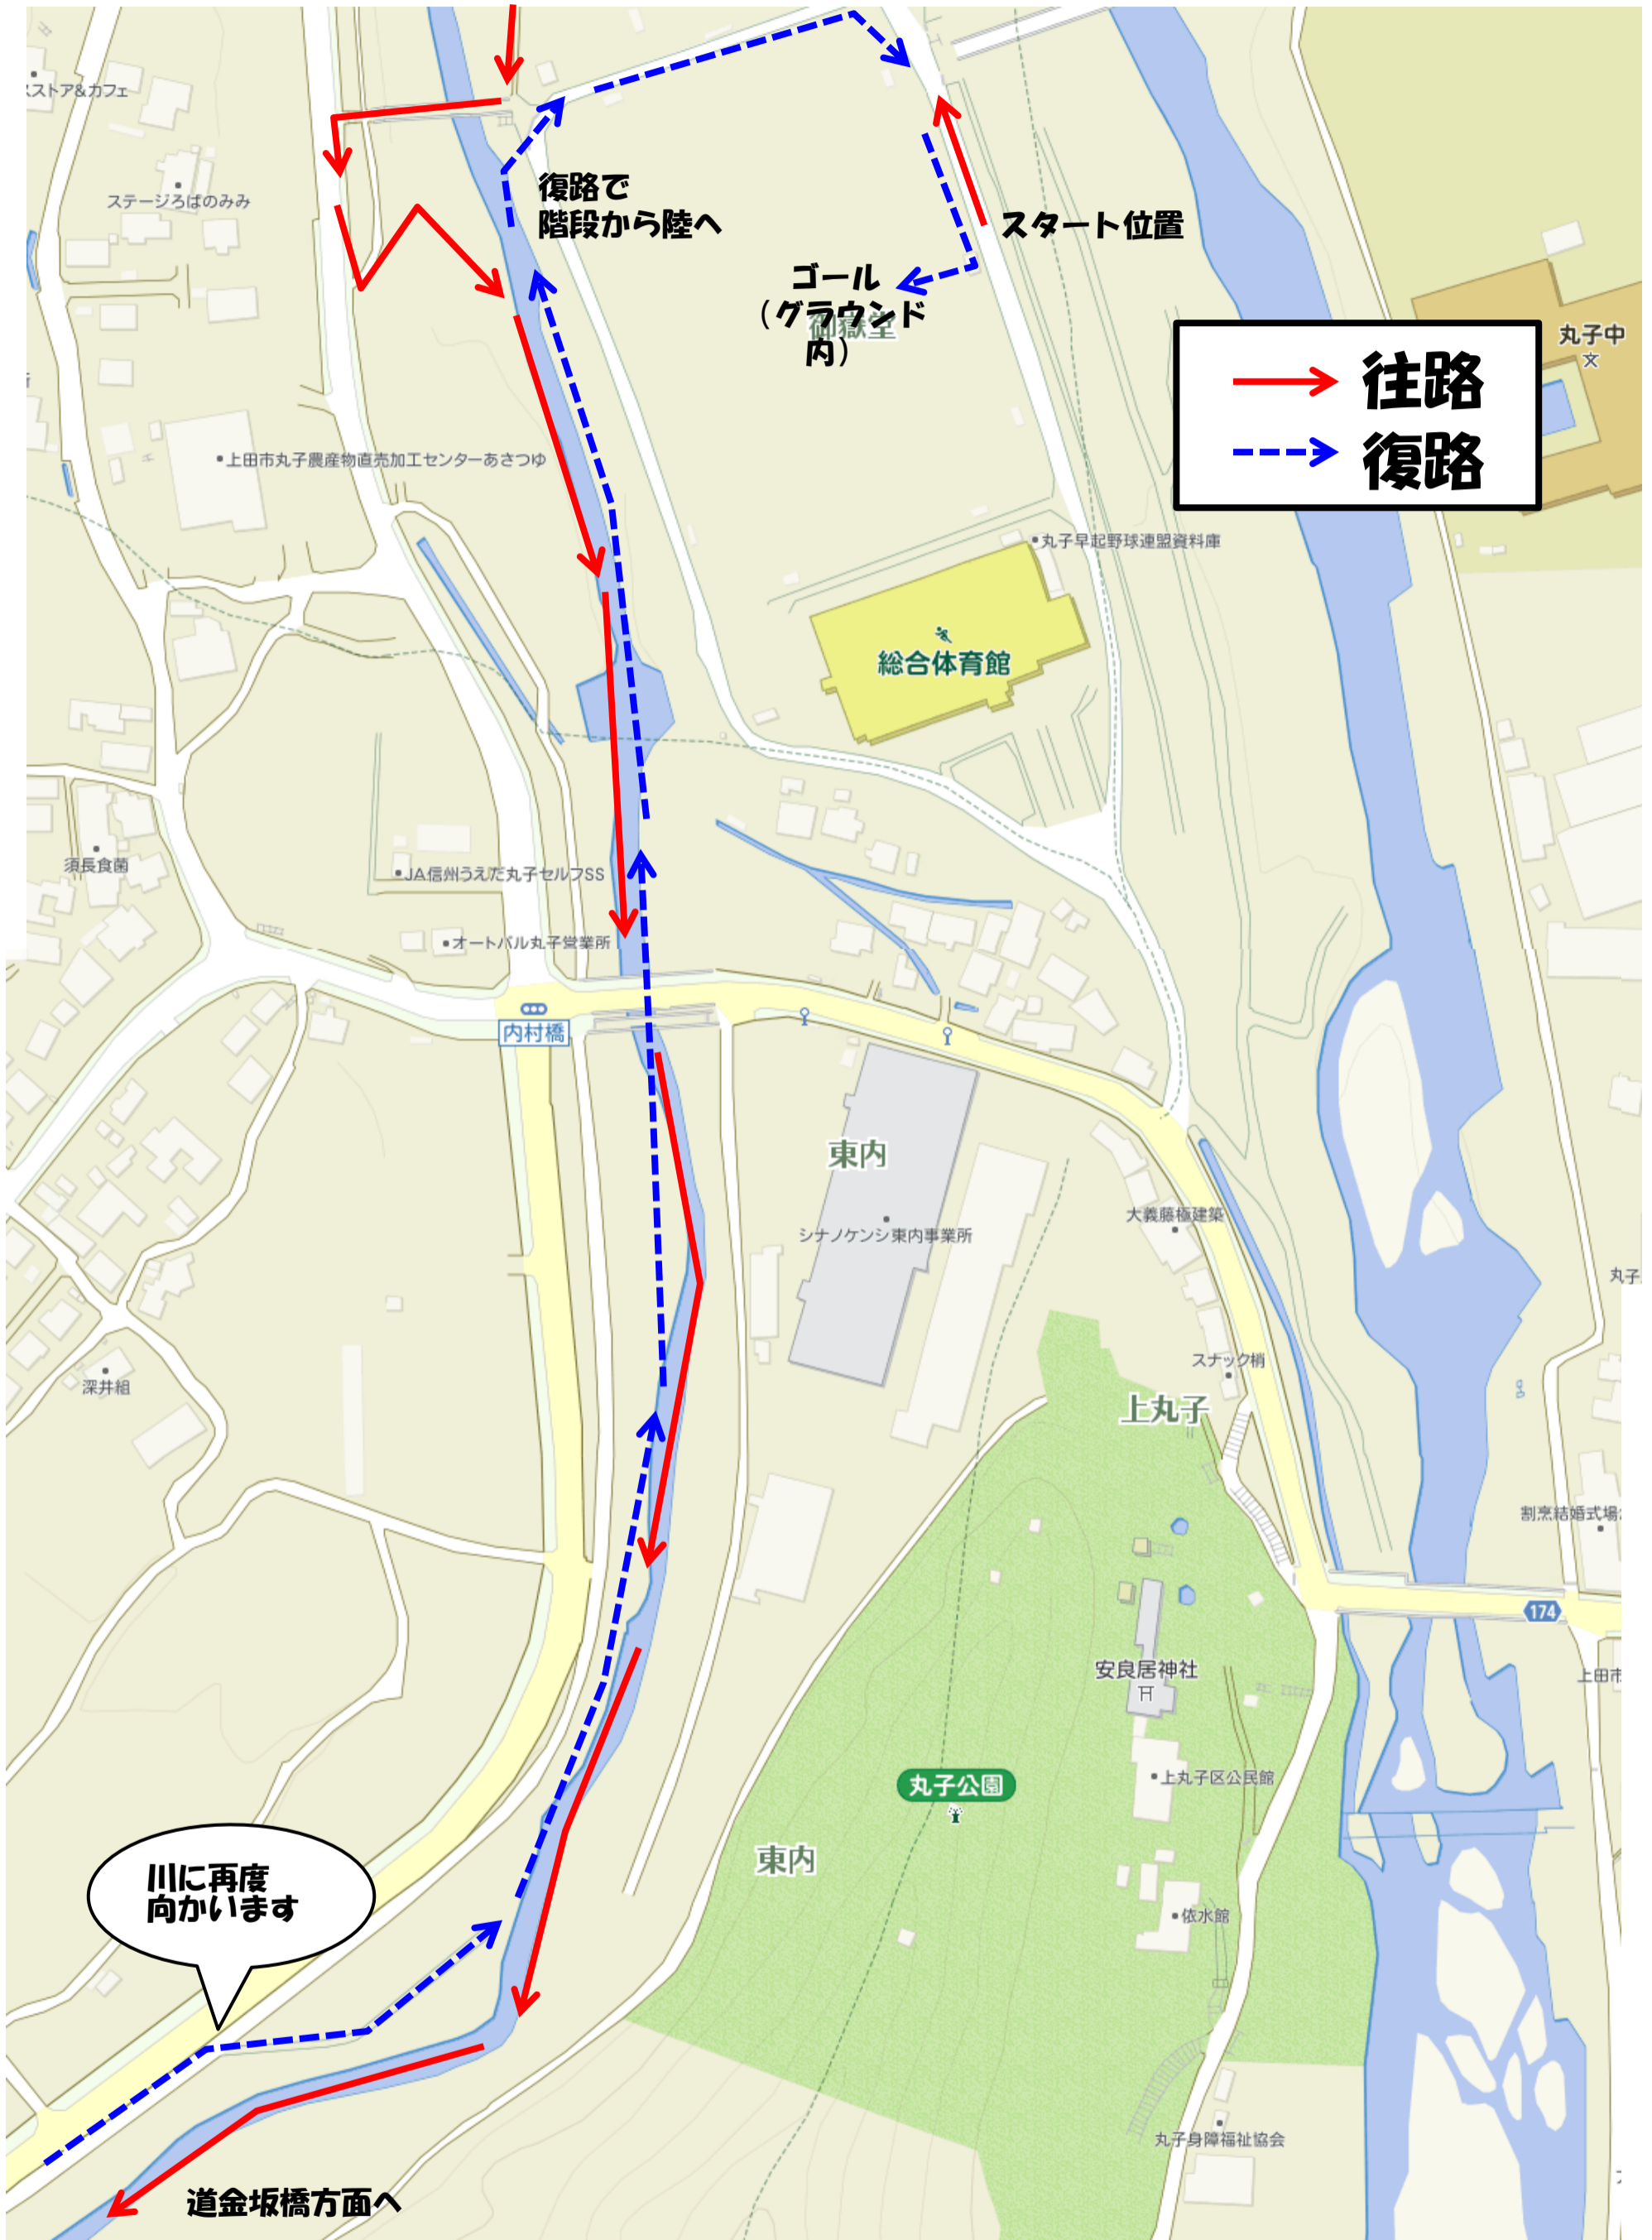 ストア&カフェ
ステージろばのみみ
復路で
階段から陸へ
スタート位置
ゴール
（グラウンド
内）
御嶽堂
丸子中
往路
復路
上田市丸子農産物直売加工センターあさつゆ
丸子早起野球連盟資料庫
総合体育館
須長食菌
JA信州うえだ丸子セルフSS
オートパル丸子営業所
内村橋
東内
シナノケンシ東内事業所
大義藤極建築
丸子
スナック梢
深井組
上丸子
割烹結婚式場
174
安良居神社
上田市
丸子公園
上丸子区公民館
東内
川に再度
向かいます
依水館
丸子身障福祉協会
道金坂橋方面へ